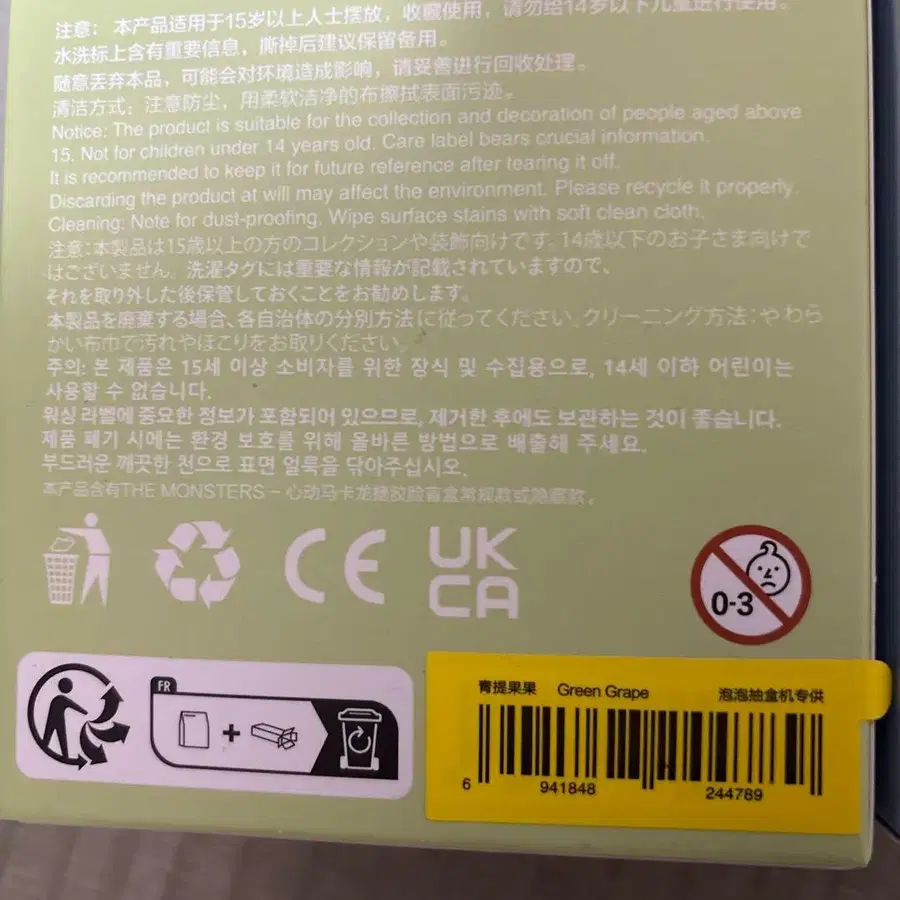 注意：本产品适用于15岁以上人士摆放，收藏使用，请勿给14岁以下儿童进行使用。
水洗标上含有重要信息，撕掉后建议保留备用。
随意丢弃本品，可能会对环境造成影响，请妥善进行回收处理。
清洁方式：注意防尘，用柔软洁净的布擦拭表面污迹。
Notice: The product is suitable for the collection and decoration of people aged above
15. Not for children under 14 years old. Care label bears crucial information.
It is recommended to keep it for future reference after tearing it off.
Discarding the product at will may affect the environment. Please recycle it properly.
Cleaning: Note for dust-proofing. Wipe surface stains with soft clean cloth.
注意：本製品は15歳以上の方のコレクションや装飾向けです。14歳以下のお子さま向けで
はございません。洗濯タグには重要な情報が記載されていますので、
それを取り外した後保管しておくことをお勧めします。
本製品を廃棄する場合、各自治体の分別方法に従ってください。クリーニング方法：やわら
かい布巾で汚れやほこりをお取りください。
주의: 본 제품은 15세 이상 소비자를 위한 장식 및 수집용으로, 14세 이하 어린이는
사용할 수 없습니다.
워싱 라벨에 중요한 정보가 포함되어 있으므로, 제거한 후에도 보관하는 것이 좋습니다.
제품 폐기 시에는 환경 보호를 위해 올바른 방법으로 배출해 주세요.
부드러운 깨끗한 천으로 표면 얼룩을 닦아주십시오.
本产品含有THE MONSTERS – 心动马卡龙搪胶脸盲盒常规款或隐藏款。
CE
UK
CA
0-3
FR
+
青提果果 Green Grape 泡泡抽盒机专供
6 941848 244789